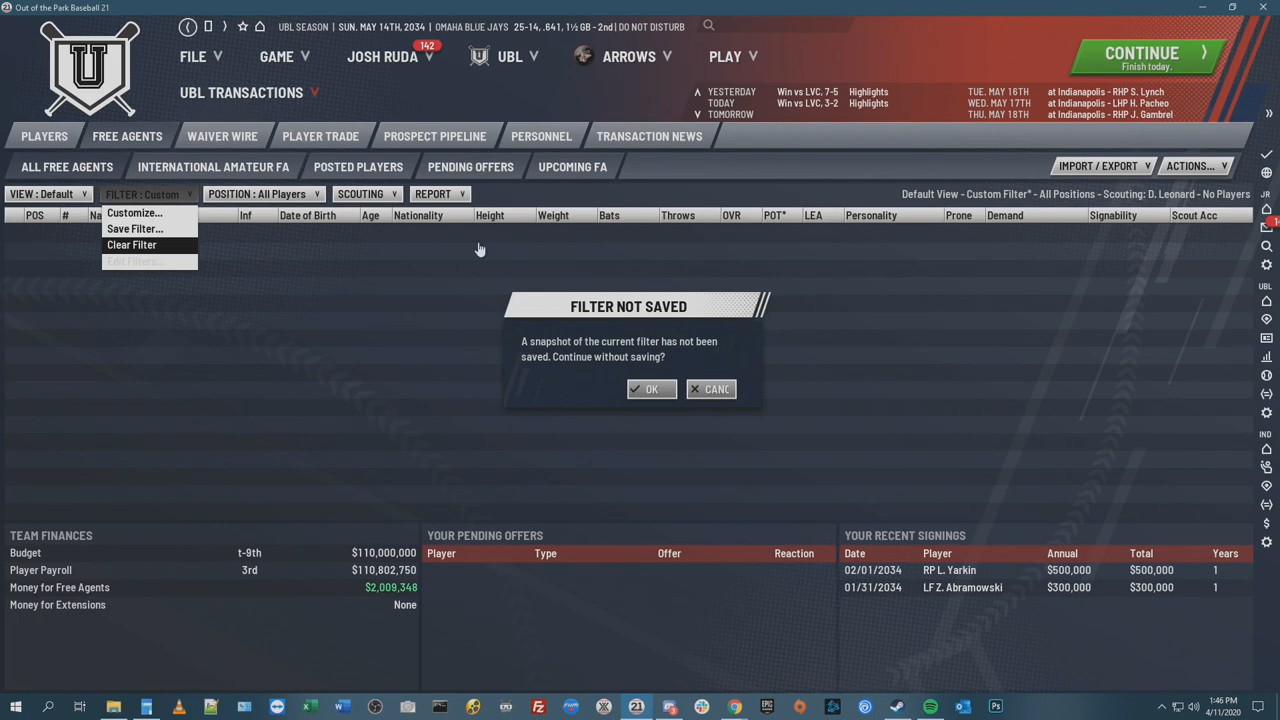 Out of the Park Baseball 21
UBL SEASON | SUN. MAY 14TH, 2034 | OMAHA BLUE JAYS 25-14, .641, 1½ GB - 2nd | DO NOT DISTURB
FILE GAME JOSH RUDA 142 UBL ARROWS PLAY
CONTINUE
Finish today.
UBL TRANSACTIONS
YESTERDAY Win vs LVC, 7-5 Highlights TUE. MAY 16TH at Indianapolis - RHP S. Lynch
TODAY Win vs LVC, 3-2 Highlights WED. MAY 17TH at Indianapolis - LHP H. Pacheo
TOMORROW THU. MAY 18TH at Indianapolis - RHP J. Gambrel
PLAYERS FREE AGENTS WAIVER WIRE PLAYER TRADE PROSPECT PIPELINE PERSONNEL TRANSACTION NEWS
ALL FREE AGENTS INTERNATIONAL AMATEUR FA POSTED PLAYERS PENDING OFFERS UPCOMING FA IMPORT / EXPORT ACTIONS...
VIEW : Default FILTER : Custom POSITION : All Players SCOUTING REPORT Default View - Custom Filter* - All Positions - Scouting: D. Leonard - No Players
POS # Na Inf Date of Birth Age Nationality Height Weight Bats Throws OVR POT* LEA Personality Prone Demand Signability Scout Acc
Customize...
Save Filter...
Clear Filter
Edit Filters...
FILTER NOT SAVED
A snapshot of the current filter has not been
saved. Continue without saving?
OK CANC
JR
UBL
IND
TEAM FINANCES
Budget t-9th $110,000,000
Player Payroll 3rd $110,802,750
Money for Free Agents $2,009,348
Money for Extensions None
YOUR PENDING OFFERS
Player Type Offer Reaction
YOUR RECENT SIGNINGS
Date Player Annual Total Years
02/01/2034 RP L. Yarkin $500,000 $500,000 1
01/31/2034 LF Z. Abramowski $300,000 $300,000 1
1:46 PM
4/11/2020